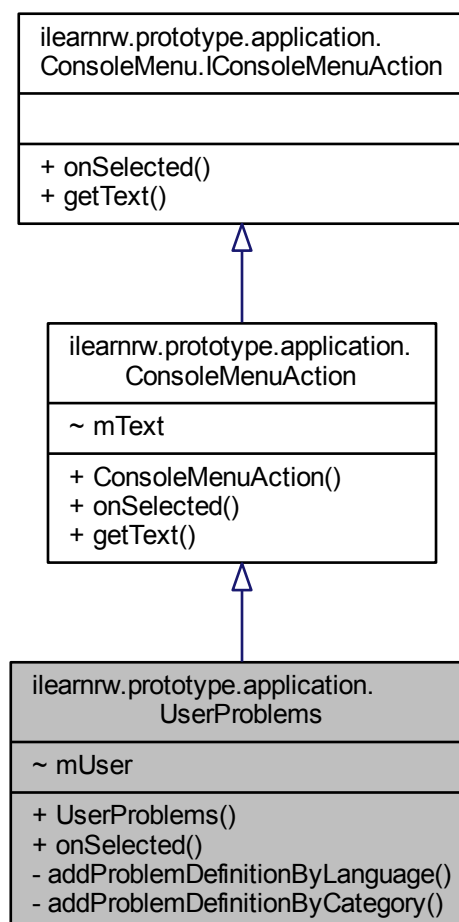 ilearnrw.prototype.application.
ConsoleMenu.IConsoleMenuAction
+ onSelected()
+ getText()
ilearnrw.prototype.application.
ConsoleMenuAction
~ mText
+ ConsoleMenuAction()
+ onSelected()
+ getText()
ilearnrw.prototype.application.
UserProblems
~ mUser
+ UserProblems()
+ onSelected()
- addProblemDefinitionByLanguage()
- addProblemDefinitionByCategory()